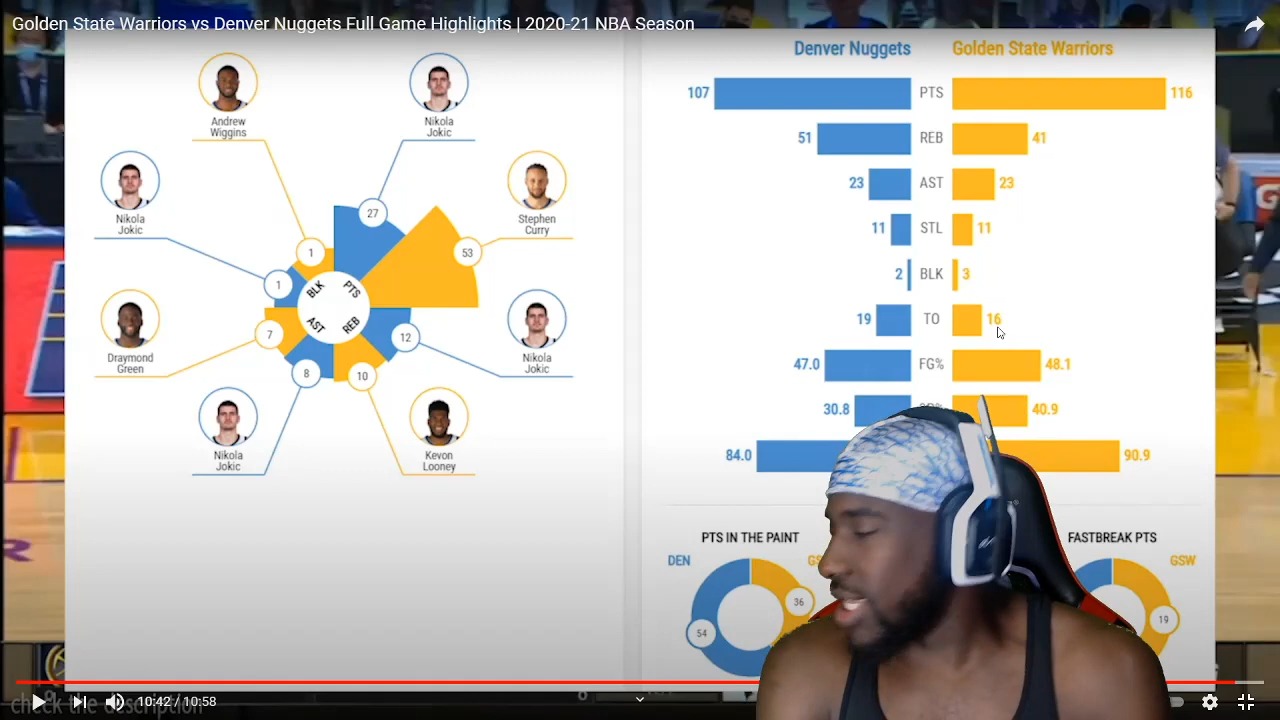 Golden State Warriors vs Denver Nuggets Full Game Highlights | 2020-21 NBA Season
Andrew
Wiggins
Nikola
Jokic
Nikola
Jokic
Stephen
Curry
27
53
1
1
BLK
PTS
AST
REB
7
12
8
10
Draymond
Green
Nikola
Jokic
Nikola
Jokic
Kevon
Looney
Denver Nuggets Golden State Warriors
107 PTS 116
51 REB 41
23 AST 23
11 STL 11
2 BLK 3
19 TO 16
47.0 FG% 48.1
30.8 40.9
84.0 90.9
PTS IN THE PAINT
DEN
36
54
FASTBREAK PTS
GSW
19
check the description
10:42 / 10:58